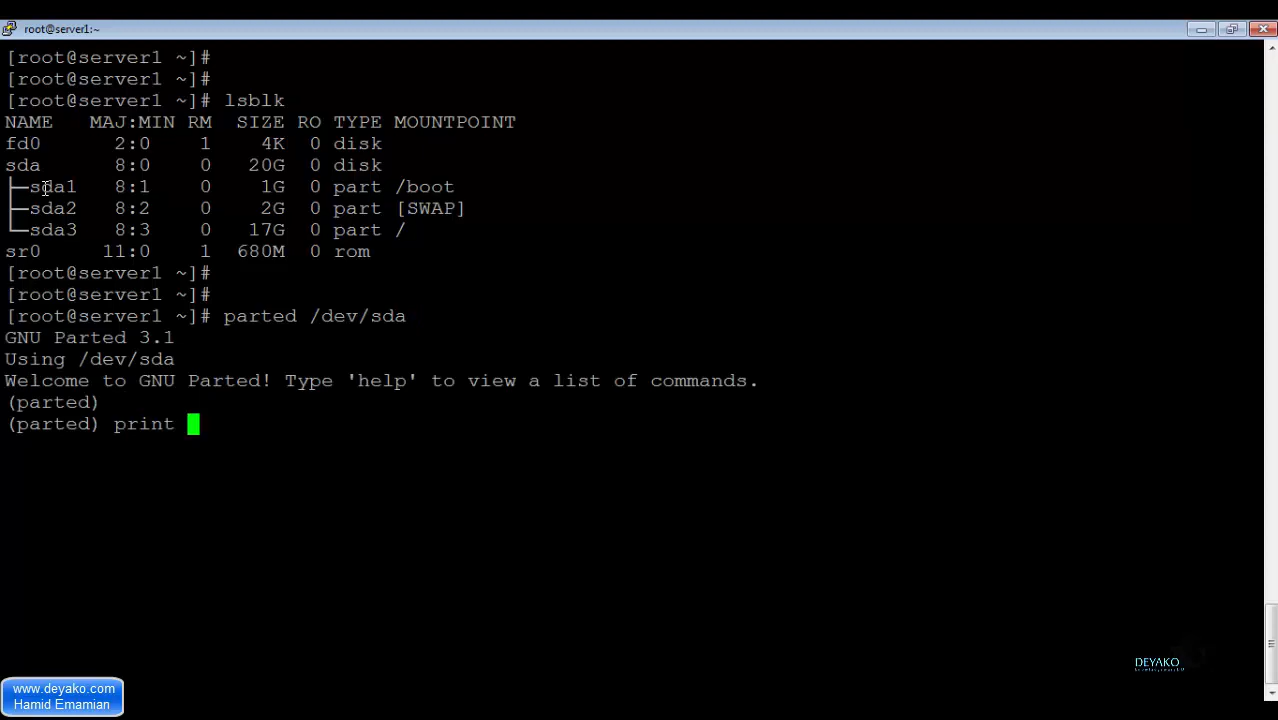 root@server1:~
[root@server1 ~]#
[root@server1 ~]#
[root@server1 ~]# lsblk
NAME   MAJ:MIN RM   SIZE RO TYPE MOUNTPOINT
fd0      2:0    1     4K  0 disk
sda      8:0    0    20G  0 disk
├─sda1   8:1    0     1G  0 part /boot
├─sda2   8:2    0     2G  0 part [SWAP]
└─sda3   8:3    0    17G  0 part /
sr0     11:0    1   680M  0 rom
[root@server1 ~]#
[root@server1 ~]#
[root@server1 ~]# parted /dev/sda
GNU Parted 3.1
Using /dev/sda
Welcome to GNU Parted! Type 'help' to view a list of commands.
(parted)
(parted) print
DEYAKO
www.deyako.com
Hamid Emamian